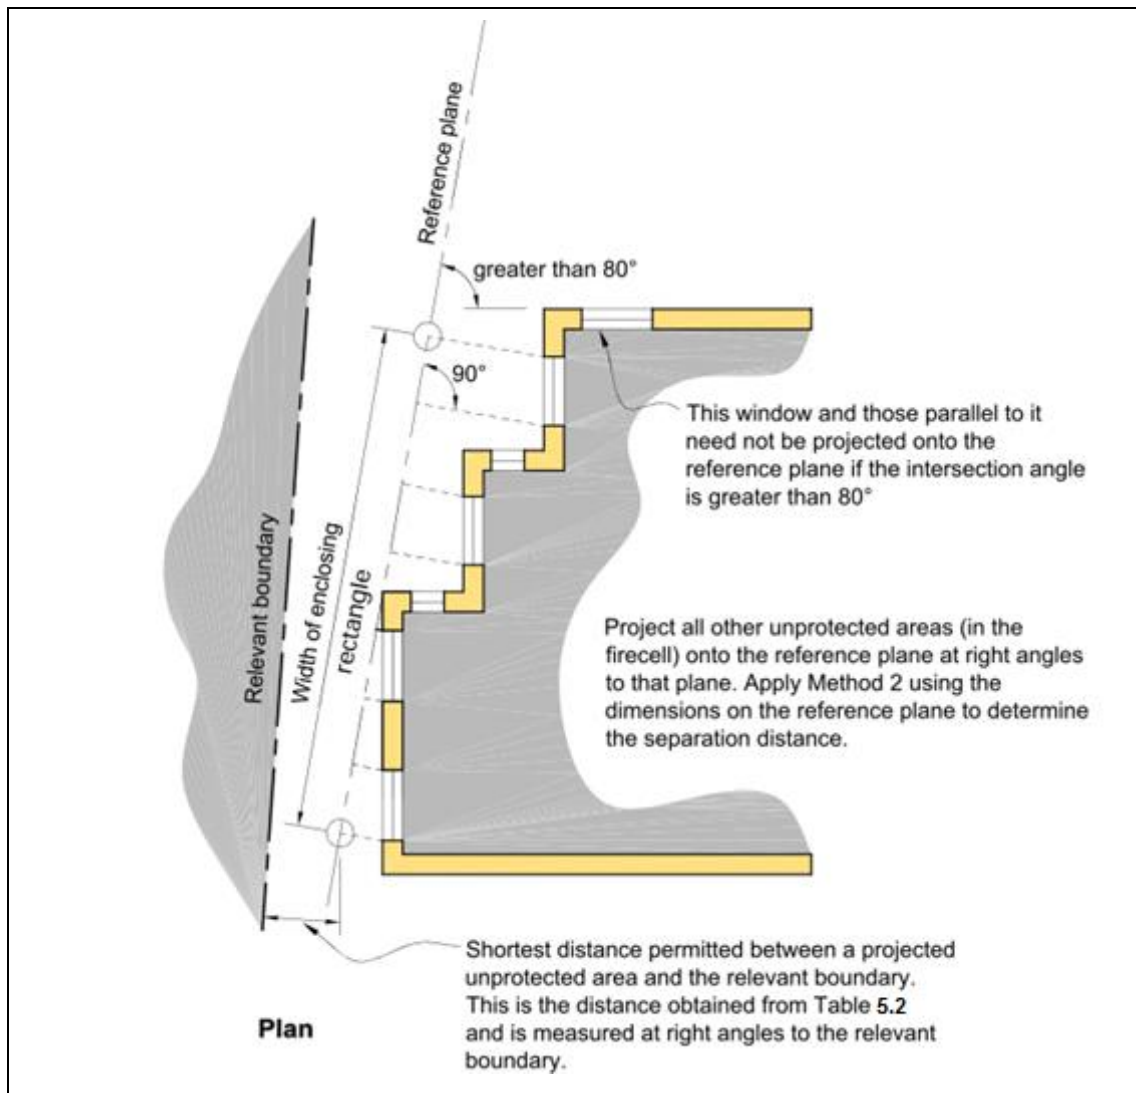 Reference plane
greater than 80°
90°
This window and those parallel to it
need not be projected onto the
reference plane if the intersection angle
is greater than 80°
Relevant boundary
Width of enclosing
rectangle
Project all other unprotected areas (in the
firecell) onto the reference plane at right angles
to that plane. Apply Method 2 using the
dimensions on the reference plane to determine
the separation distance.
Shortest distance permitted between a projected
unprotected area and the relevant boundary.
This is the distance obtained from Table 5.2
and is measured at right angles to the relevant
boundary.
Plan